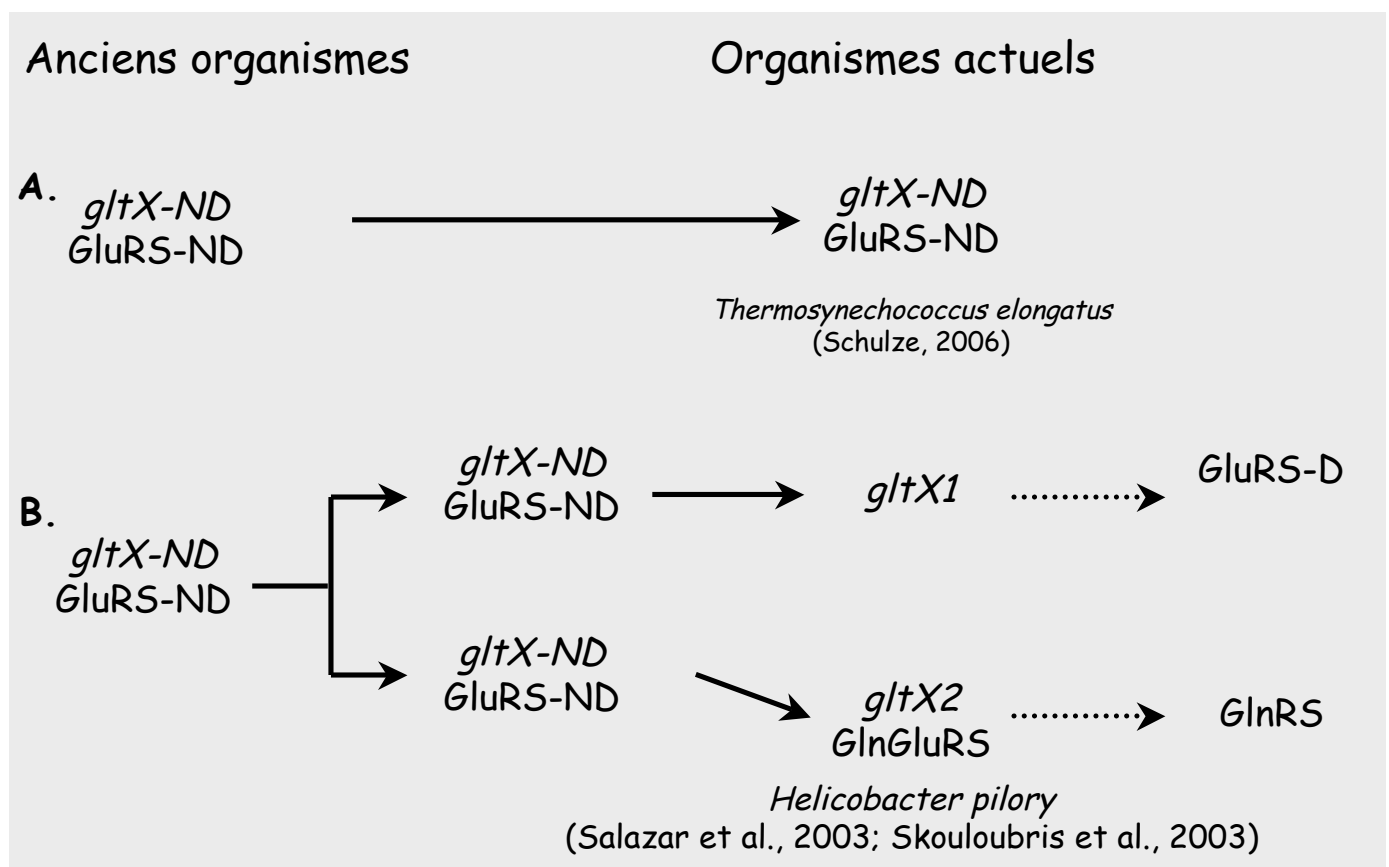 Anciens organismes
Organismes actuels
A.
gltX-ND
GluRS-ND
gltX-ND
GluRS-ND
Thermosynechococcus elongatus
(Schulze, 2006)
B.
gltX-ND
GluRS-ND
gltX-ND
GluRS-ND
gltX1
GluRS-D
gltX-ND
GluRS-ND
gltX2
GlnGluRS
GlnRS
Helicobacter pilory
(Salazar et al., 2003; Skouloubris et al., 2003)